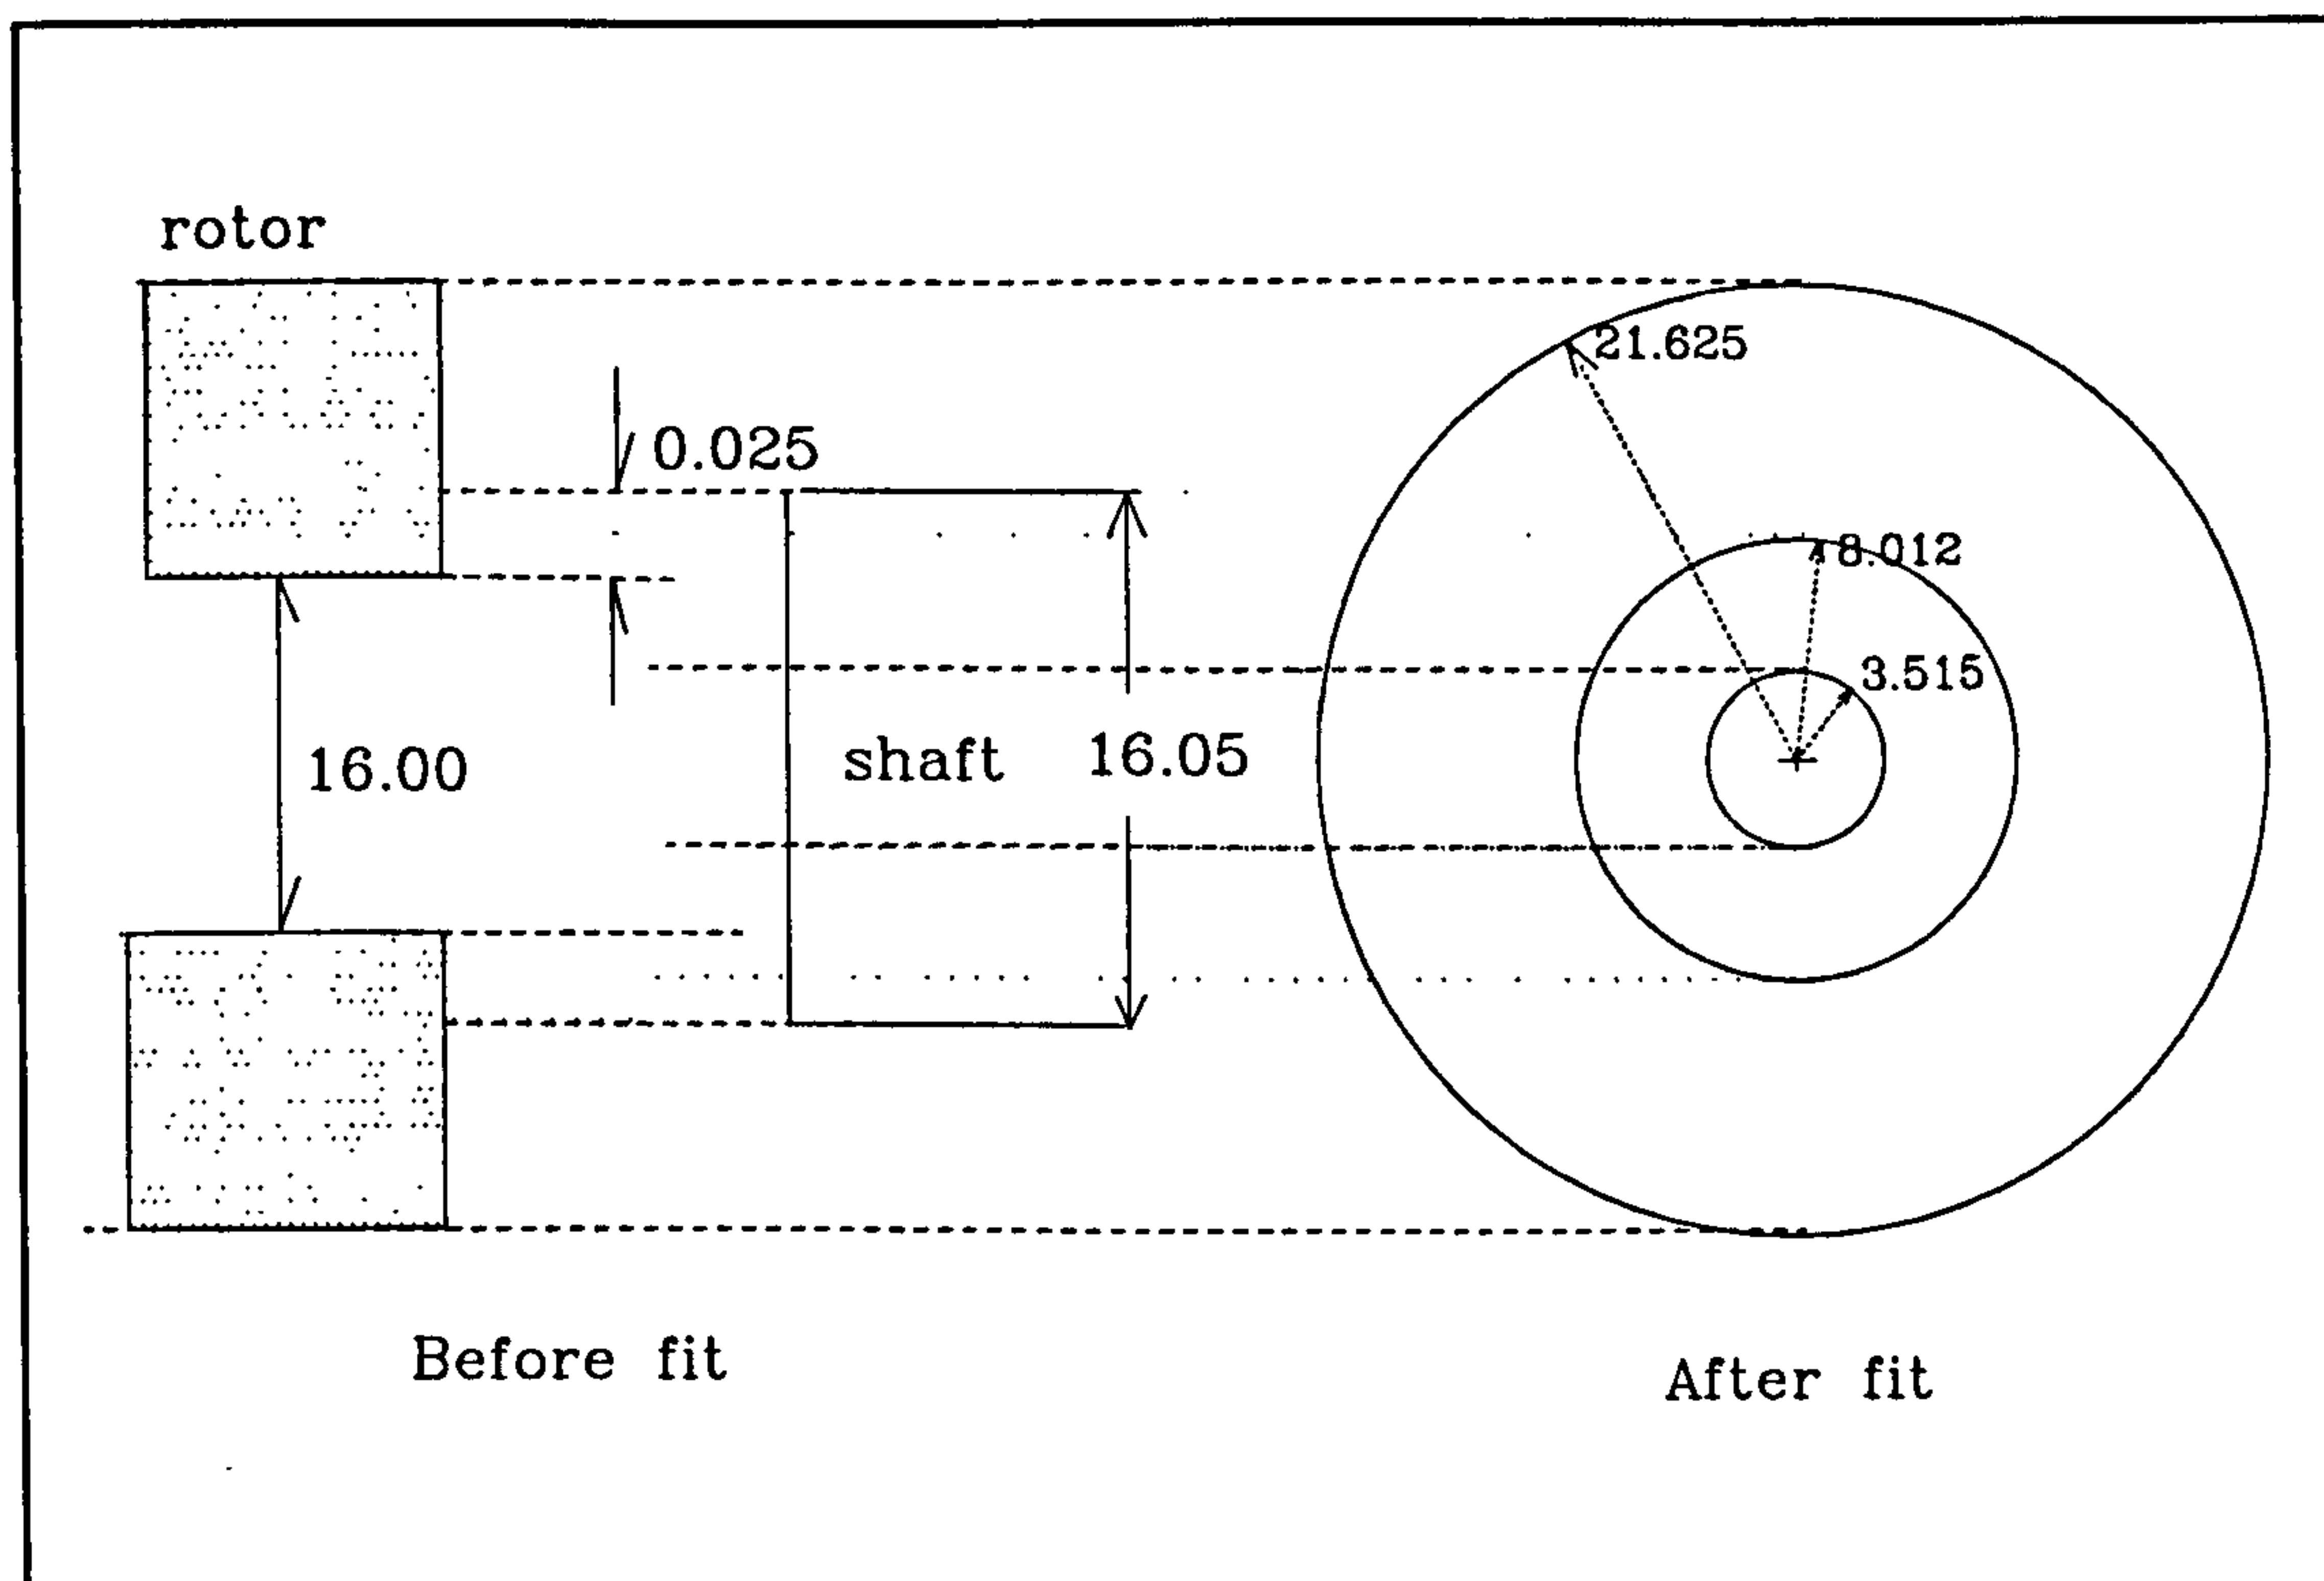 rotor
21.625
0.025
8.012
3.515
16.00
shaft 16.05
Before fit
After fit